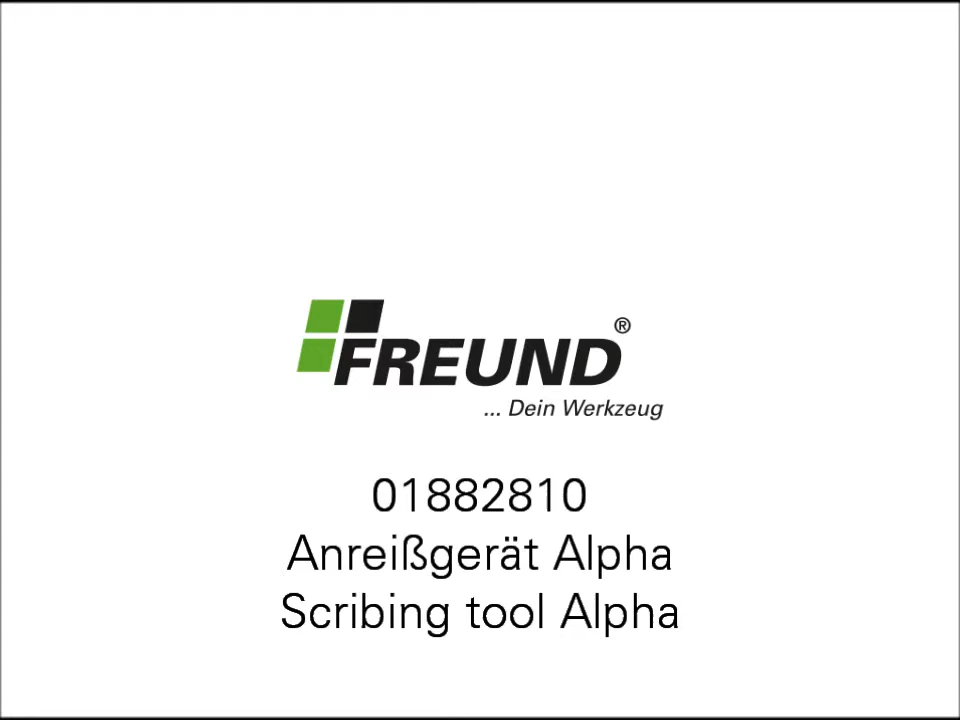 FREUND®
... Dein Werkzeug
01882810
Anreißgerät Alpha
Scribing tool Alpha